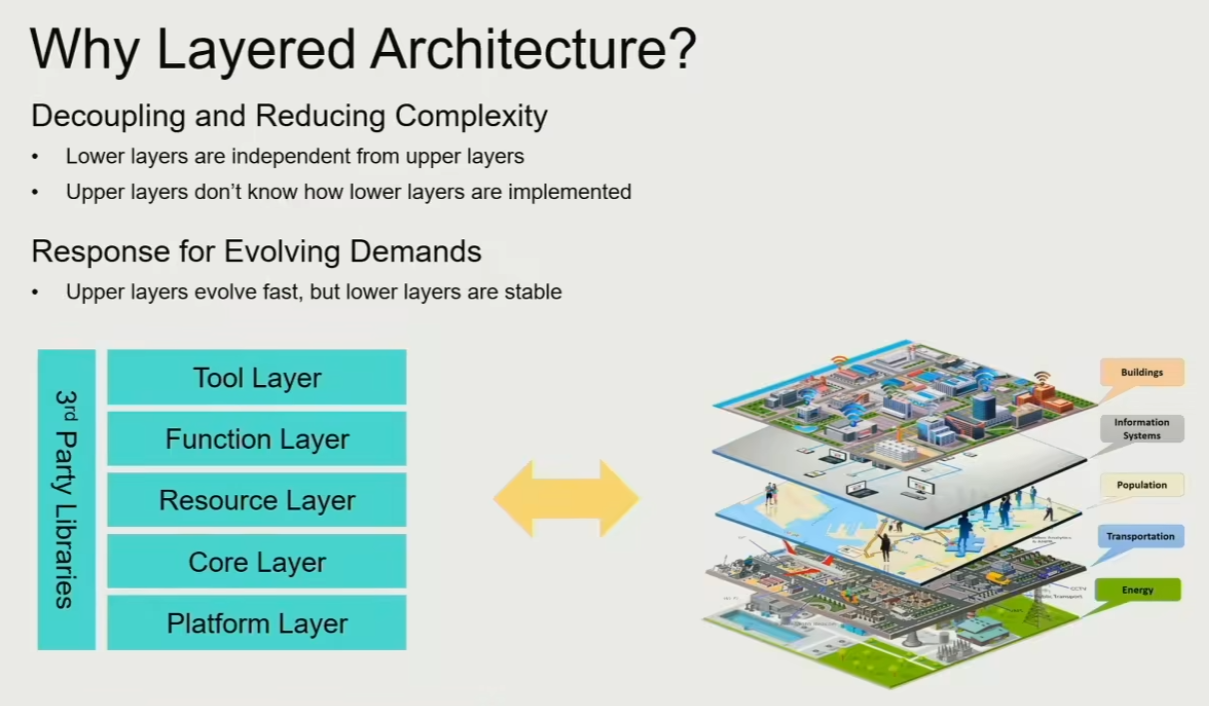 Why Layered Architecture?
Decoupling and Reducing Complexity
• Lower layers are independent from upper layers
• Upper layers don’t know how lower layers are implemented
Response for Evolving Demands
• Upper layers evolve fast, but lower layers are stable
3rd Party Libraries
Tool Layer
Function Layer
Resource Layer
Core Layer
Platform Layer
Buildings
Information
Systems
Population
Transportation
Energy